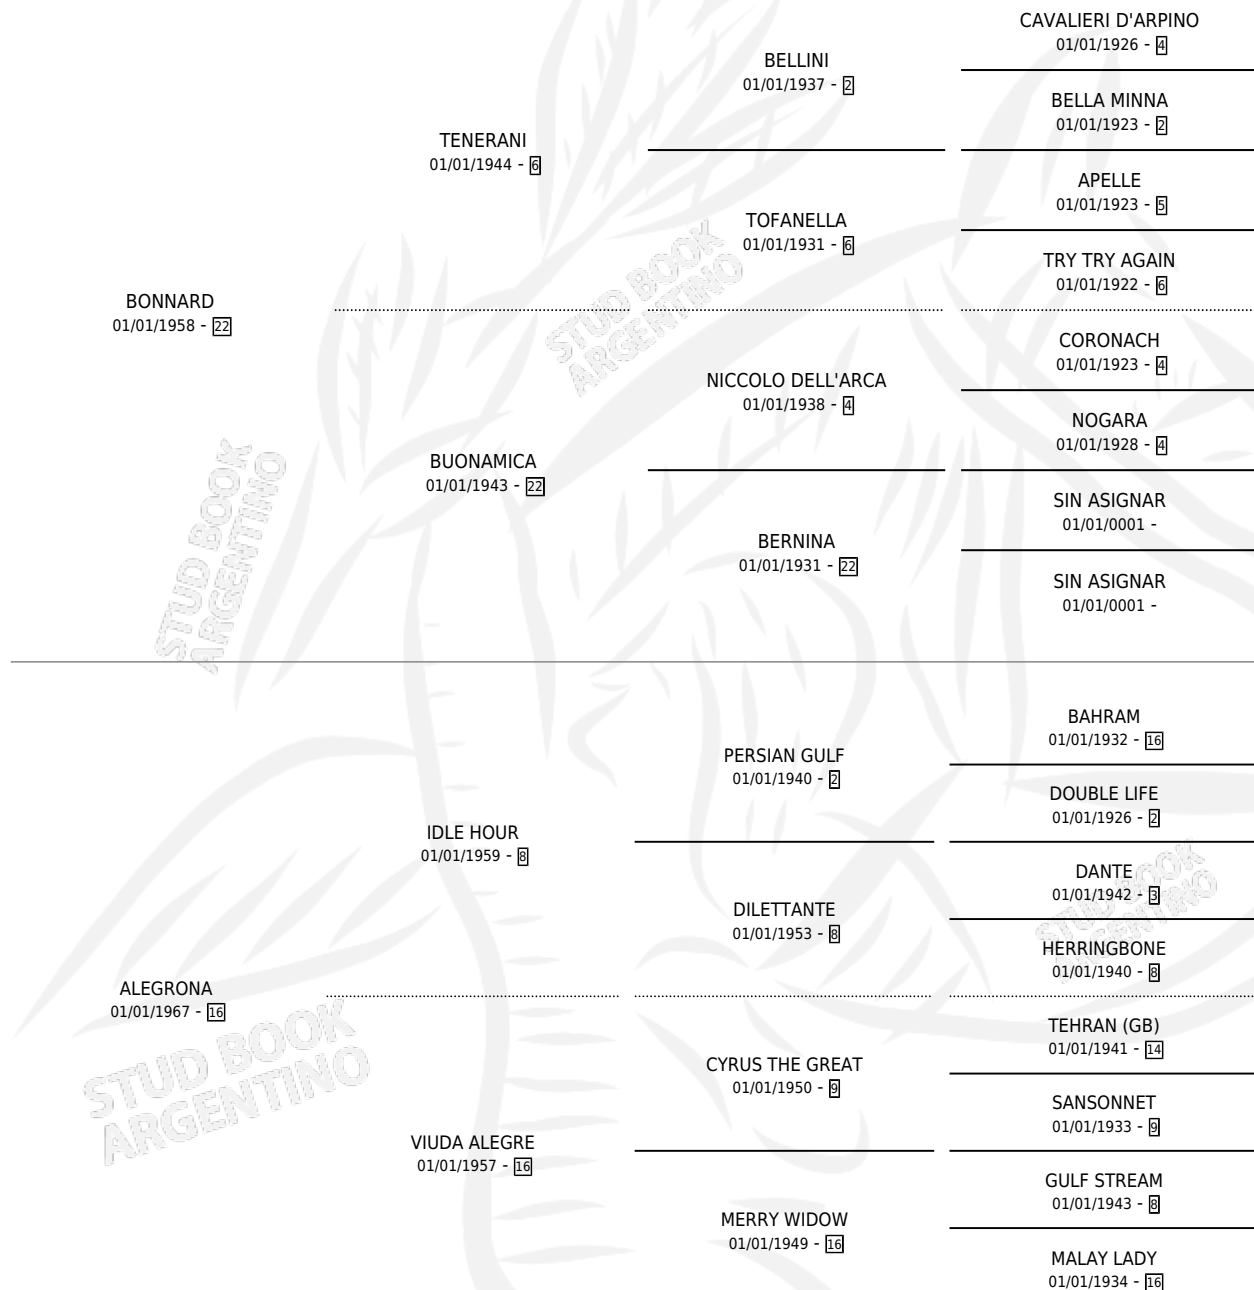 CAVALIERI D'ARPINO
01/01/1926 - 4
BELLINI
01/01/1937 - 2
BELLA MINNA
01/01/1923 - 2
TENERANI
01/01/1944 - 6
APELLE
01/01/1923 - 5
TOFANELLA
01/01/1931 - 6
TRY TRY AGAIN
01/01/1922 - 6
BONNARD
01/01/1958 - 22
CORONACH
01/01/1923 - 4
NICCOLO DELL'ARCA
01/01/1938 - 4
NOGARA
01/01/1928 - 4
BUONAMICA
01/01/1943 - 22
SIN ASIGNAR
01/01/0001 -
BERNINA
01/01/1931 - 22
SIN ASIGNAR
01/01/0001 -
BAHRAM
01/01/1932 - 16
PERSIAN GULF
01/01/1940 - 2
DOUBLE LIFE
01/01/1926 - 2
IDLE HOUR
01/01/1959 - 8
DANTE
01/01/1942 - 3
DILETTANTE
01/01/1953 - 8
HERRINGBONE
01/01/1940 - 8
ALEGRONA
01/01/1967 - 16
TEHRAN (GB)
01/01/1941 - 14
CYRUS THE GREAT
01/01/1950 - 9
SANSONNET
01/01/1933 - 9
VIUDA ALEGRE
01/01/1957 - 16
GULF STREAM
01/01/1943 - 8
MERRY WIDOW
01/01/1949 - 16
MALAY LADY
01/01/1934 - 16
STUD BOOK
ARGENTINO
STUD BOOK
ARGENTINO
STUD BOOK
ARGENTINO
STUD BOOK
ARGENTINO